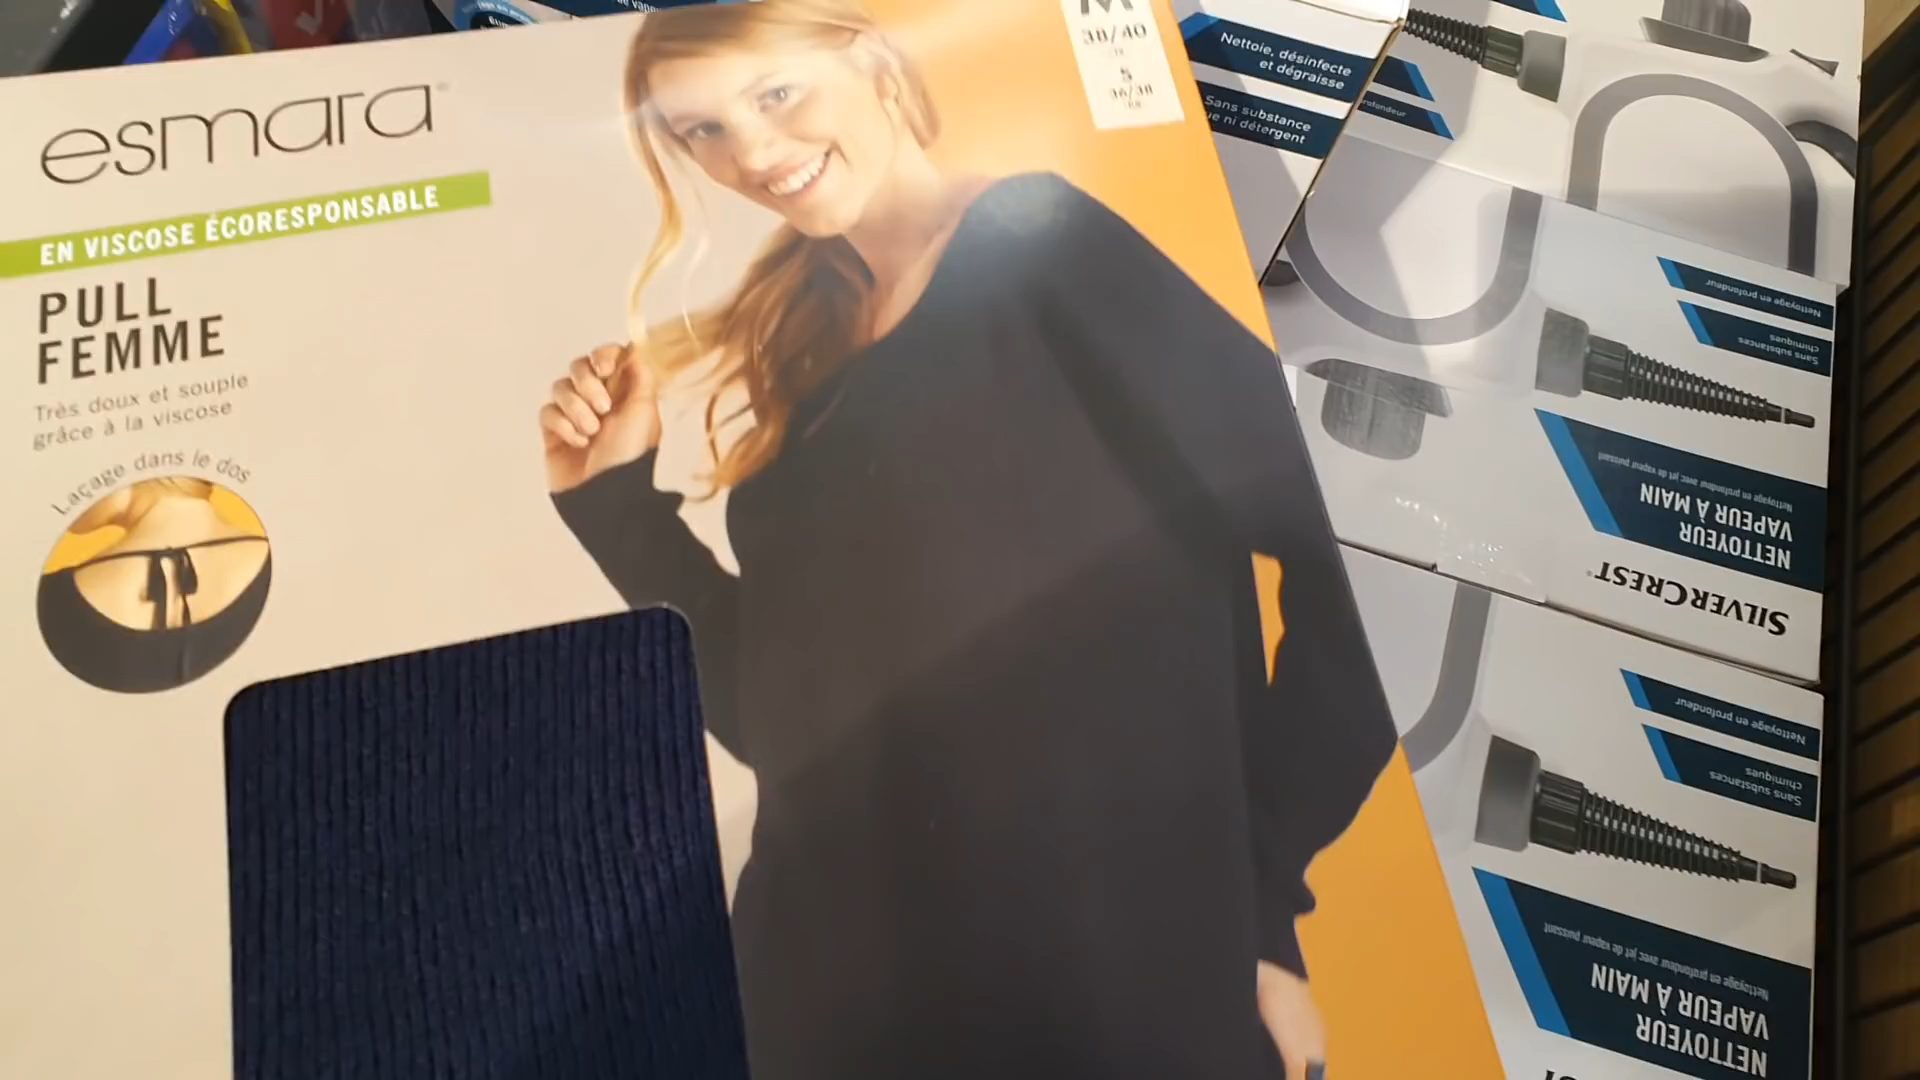 esmara
EN VISCOSE ÉCORESPONSABLE
PULL
FEMME
Très doux et souple
grâce à la viscose
Laçage dans le dos
M
38/40
S
36/38
Nettoie, désinfecte
et dégraisse
Sans substance
ni détergent
Nettoyage en profondeur
Sans substances
chimiques
SILVERCREST
NETTOYEUR
VAPEUR À MAIN
Nettoyage en profondeur avec jet de vapeur puissant
Nettoyage en profondeur
Sans substances
chimiques
NETTOYEUR
VAPEUR À MAIN
Nettoyage en profondeur avec jet de vapeur puissant